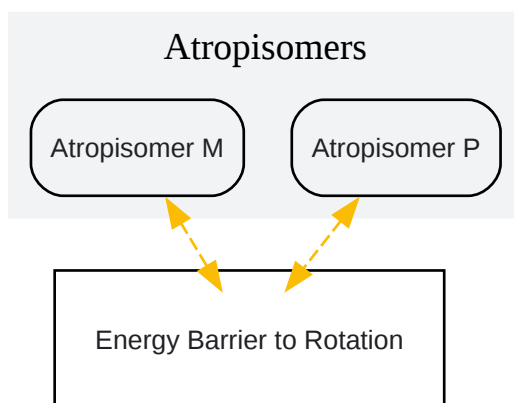 Atropisomers
Atropisomer M
Atropisomer P
Energy Barrier to Rotation